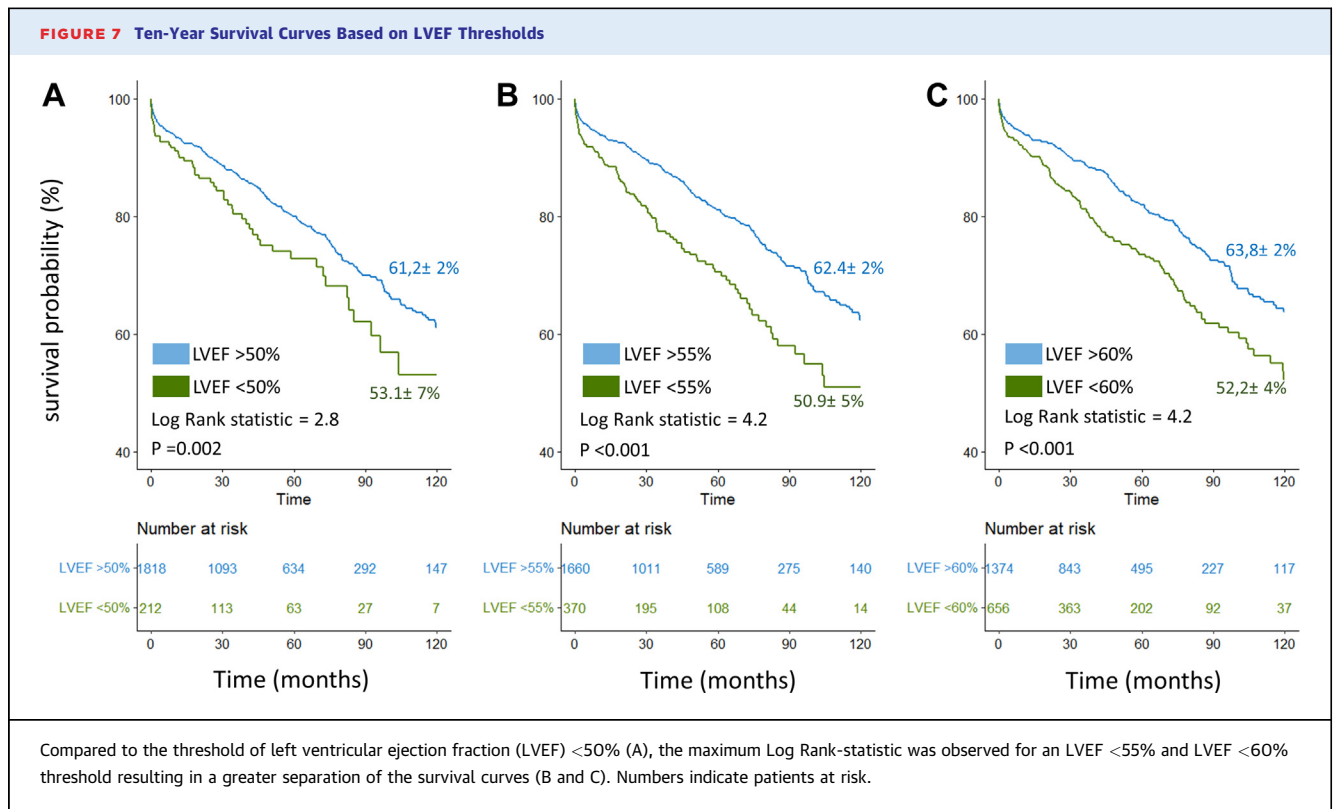 FIGURE 7 Ten-Year Survival Curves Based on LVEF Thresholds
A
survival probability (%)
100
80
60
40
61,2± 2%
53.1± 7%
LVEF >50%
LVEF <50%
Log Rank statistic = 2.8
P =0.002
0 30 60 90 120
Time
Number at risk
LVEF >50% 1818 1093 634 292 147
LVEF <50% 212 113 63 27 7
0 30 60 90 120
Time (months)
B
100
80
60
40
62.4± 2%
50.9± 5%
LVEF >55%
LVEF <55%
Log Rank statistic = 4.2
P <0.001
0 30 60 90 120
Time
Number at risk
LVEF >55% 1660 1011 589 275 140
LVEF <55% 370 195 108 44 14
0 30 60 90 120
Time (months)
C
100
80
60
40
63,8± 2%
52,2± 4%
LVEF >60%
LVEF <60%
Log Rank statistic = 4.2
P <0.001
0 30 60 90 120
Time
Number at risk
LVEF >60% 1374 843 495 227 117
LVEF <60% 656 363 202 92 37
0 30 60 90 120
Time (months)
Compared to the threshold of left ventricular ejection fraction (LVEF) <50% (A), the maximum Log Rank-statistic was observed for an LVEF <55% and LVEF <60%
threshold resulting in a greater separation of the survival curves (B and C). Numbers indicate patients at risk.